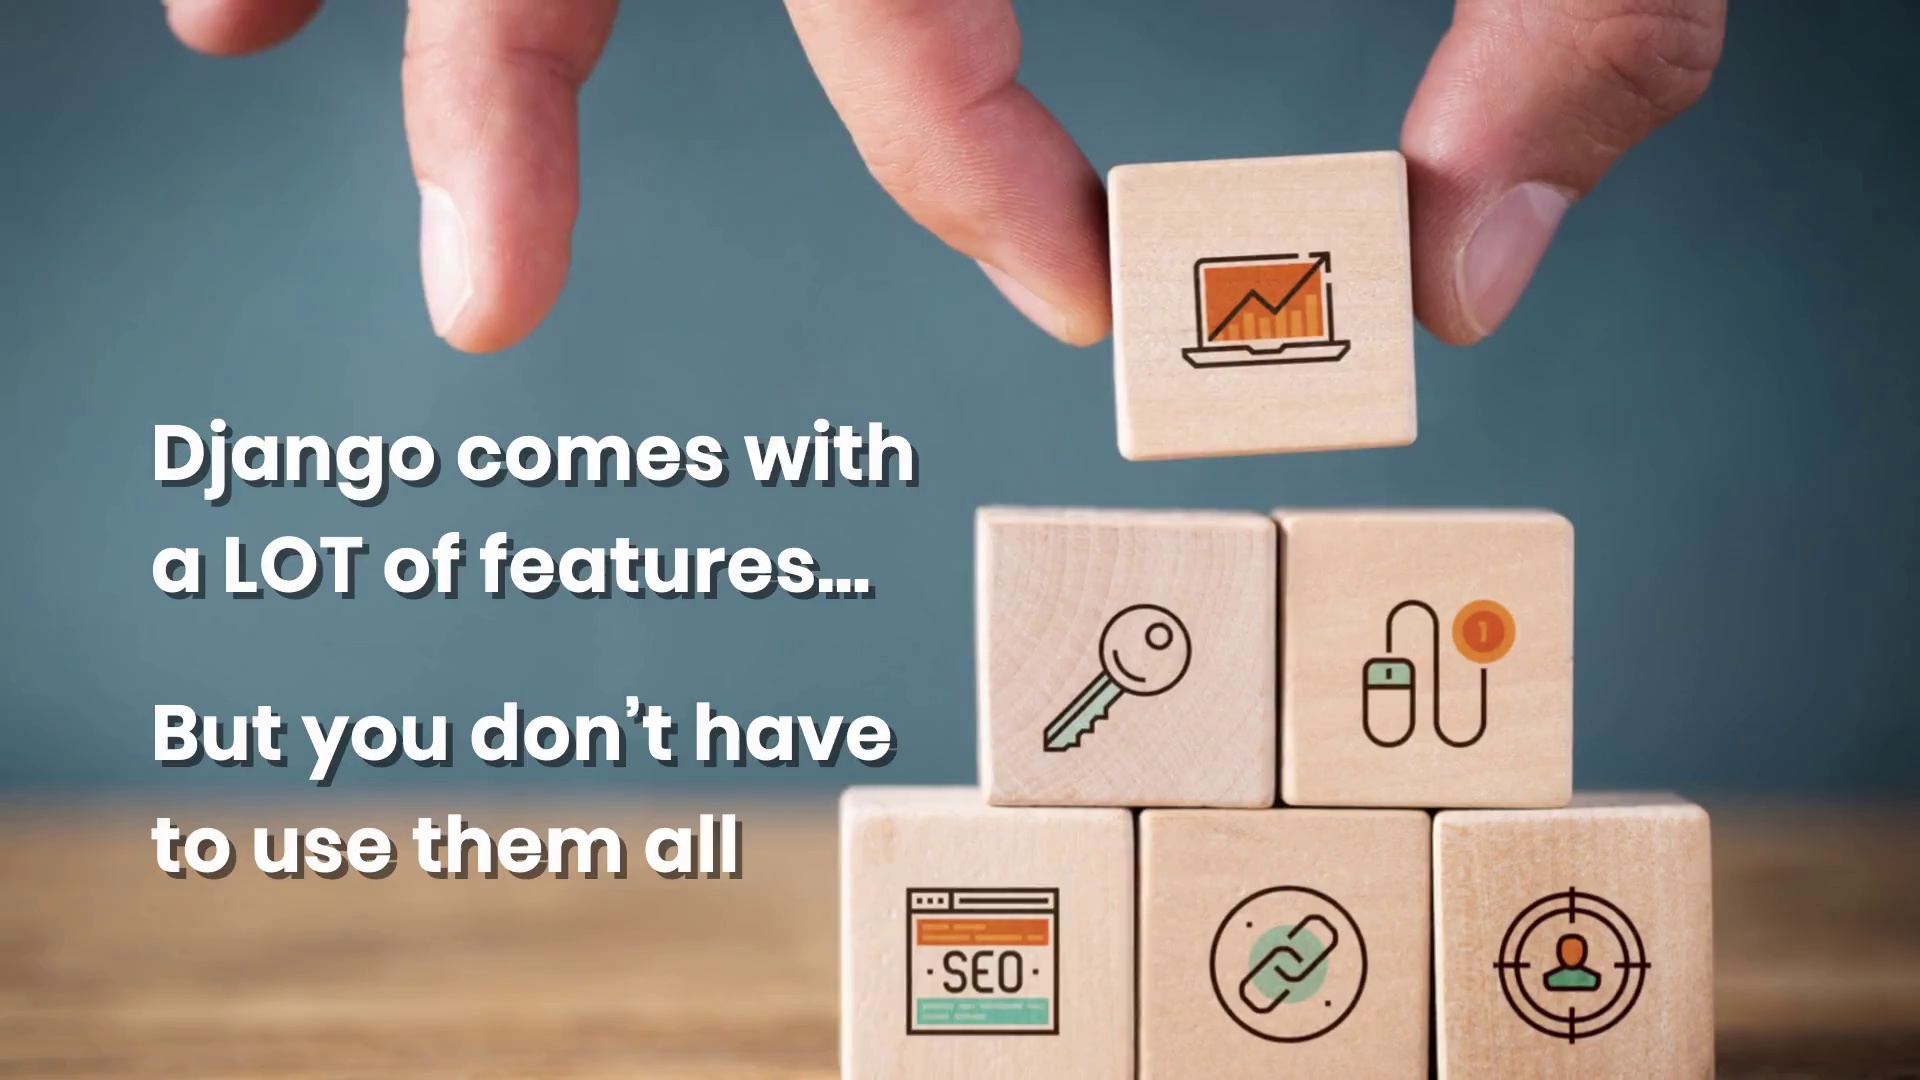 Django comes with
a LOT of features...
But you don’t have
to use them all
1
SEO